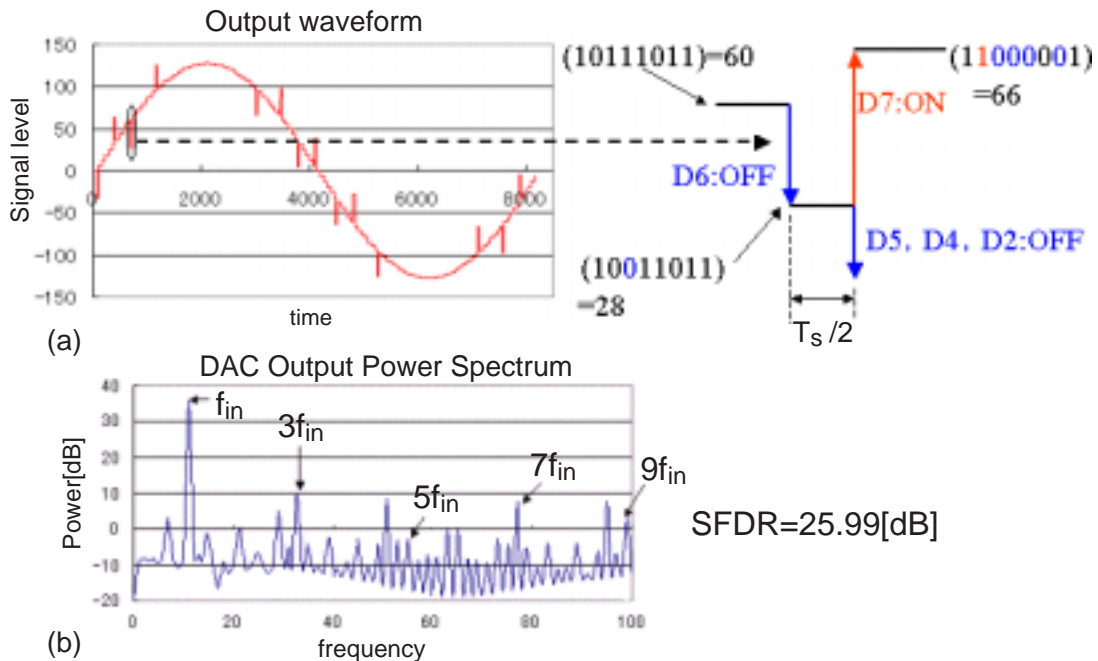 Output waveform
Signal level
150
100
50
0
-50
-100
-150
0
2000
4000
6000
8000
time
(a)
(10111011)=60
(11000001)
=66
D7:ON
D6:OFF
D5, D4, D2:OFF
(10011011)
=28
Ts /2
DAC Output Power Spectrum
Power[dB]
40
30
20
10
0
-10
-20
fin
3fin
5fin
7fin
9fin
0
20
40
60
80
100
frequency
(b)
SFDR=25.99[dB]